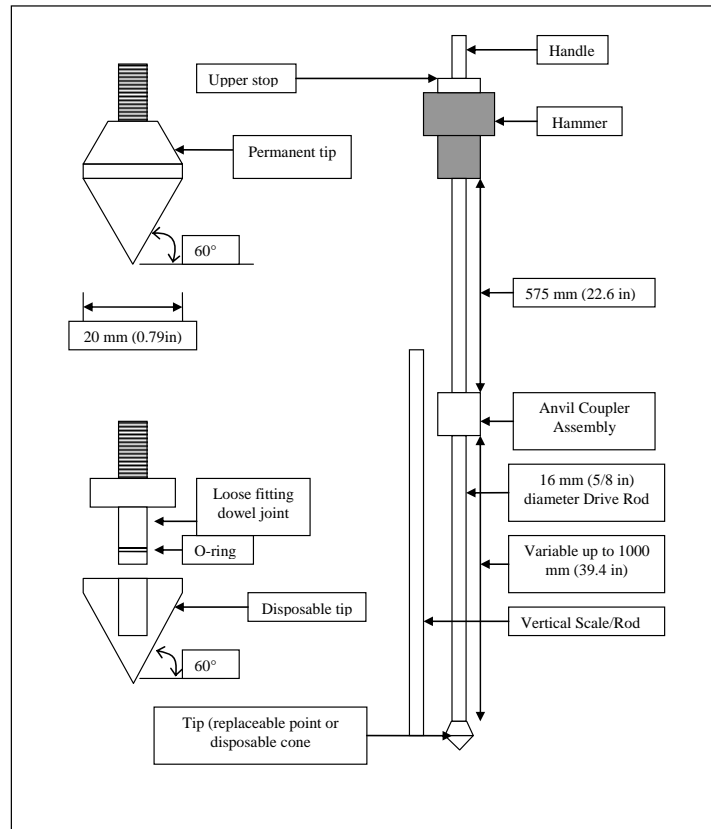 Handle
Upper stop
Hammer
Permanent tip
60°
575 mm (22.6 in)
20 mm (0.79in)
Anvil Coupler
Assembly
Loose fitting
dowel joint
16 mm (5/8 in)
diameter Drive Rod
O-ring
Variable up to 1000
mm (39.4 in)
Disposable tip
Vertical Scale/Rod
60°
Tip (replaceable point or
disposable cone